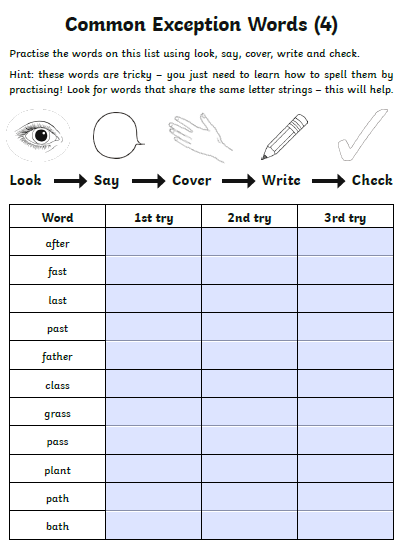 Common Exception Words (4)
Practise the words on this list using look, say, cover, write and check.
Hint: these words are tricky – you just need to learn how to spell them by
practising! Look for words that share the same letter strings – this will help.
Look Say Cover Write Check
Word 1st try 2nd try 3rd try
after
fast
last
past
father
class
grass
pass
plant
path
bath